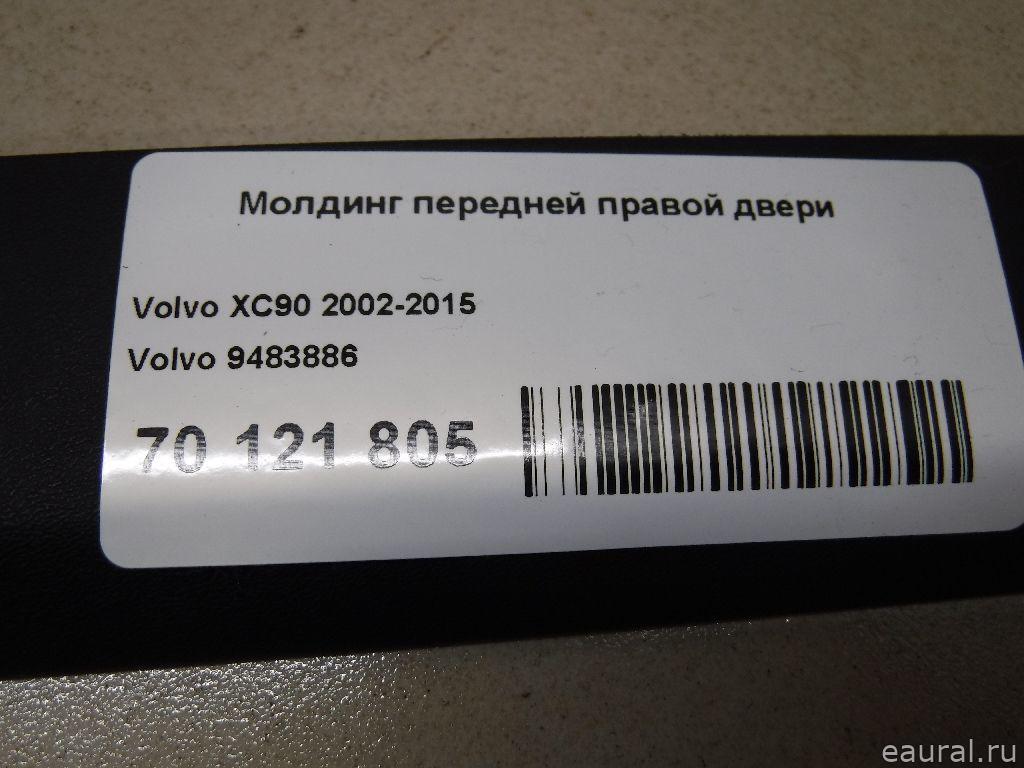 Молдинг передней правой двери
Volvo XC90 2002-2015
Volvo 9483886
70 121 805
eaural.ru